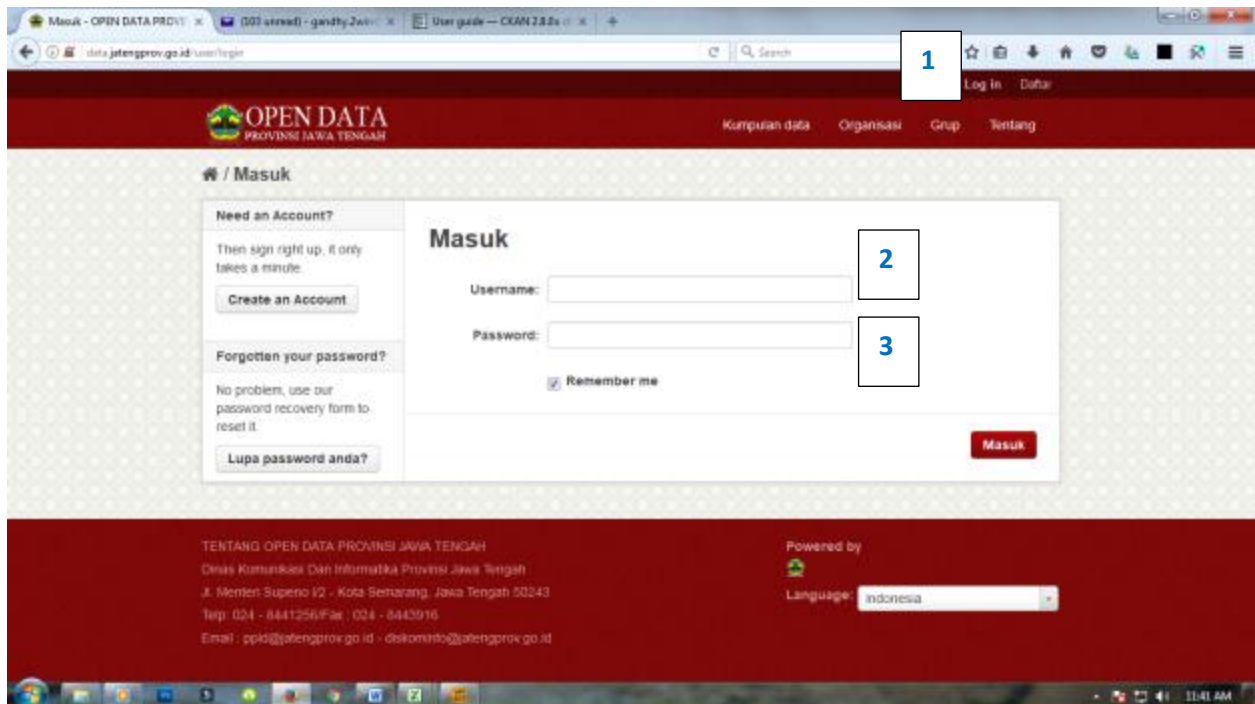 Masuk - OPEN DATA PROVI
(103 unread) - gandhy2win
User guide — CKAN 2.8.0a
data.jatengprov.go.id/user/login
Search
1
Log in Daftar
OPEN DATA
PROVINSI JAWA TENGAH
Kumpulan data Organisasi Grup Tentang
/ Masuk
Need an Account?
Then sign right up, it only
takes a minute.
Create an Account
Forgotten your password?
No problem, use our
password recovery form to
reset it.
Lupa password anda?
Masuk
Username:
2
Password:
3
Remember me
Masuk
TENTANG OPEN DATA PROVINSI JAWA TENGAH
Dinas Komunikasi Dan Informatika Provinsi Jawa Tengah
Jl. Menteri Supeno I/2 - Kota Semarang, Jawa Tengah 50243
Telp: 024 - 8441256/Fax : 024 - 8443916
Email : ppid@jatengprov.go.id - diskominfo@jatengprov.go.id
Powered by
Language: Indonesia
11:41 AM